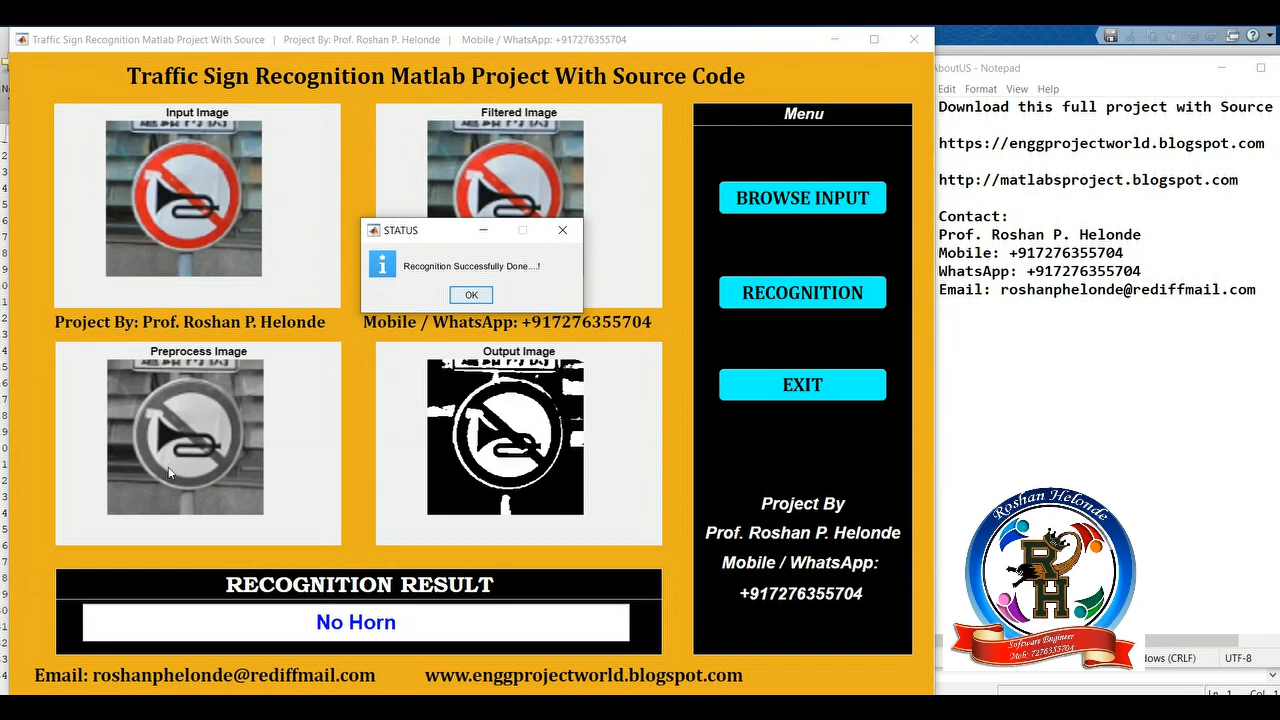 Traffic Sign Recognition Matlab Project With Source | Project By: Prof. Roshan P. Helonde | Mobile / WhatsApp: +917276355704
Traffic Sign Recognition Matlab Project With Source Code
Input Image
Filtered Image
STATUS
Recognition Successfully Done....!
OK
Project By: Prof. Roshan P. Helonde
Mobile / WhatsApp: +917276355704
Preprocess Image
Output Image
RECOGNITION RESULT
No Horn
Email: roshanphelonde@rediffmail.com
www.enggprojectworld.blogspot.com
Menu
BROWSE INPUT
RECOGNITION
EXIT
Project By
Prof. Roshan P. Helonde
Mobile / WhatsApp:
+917276355704
AboutUS - Notepad
Edit Format View Help
Download this full project with Source
https://enggprojectworld.blogspot.com
http://matlabsproject.blogspot.com
Contact:
Prof. Roshan P. Helonde
Mobile: +917276355704
WhatsApp: +917276355704
Email: roshanphelonde@rediffmail.com
Roshan Helonde
RH
Software Engineer
Mob: 7276355704
(CRLF)
UTF-8